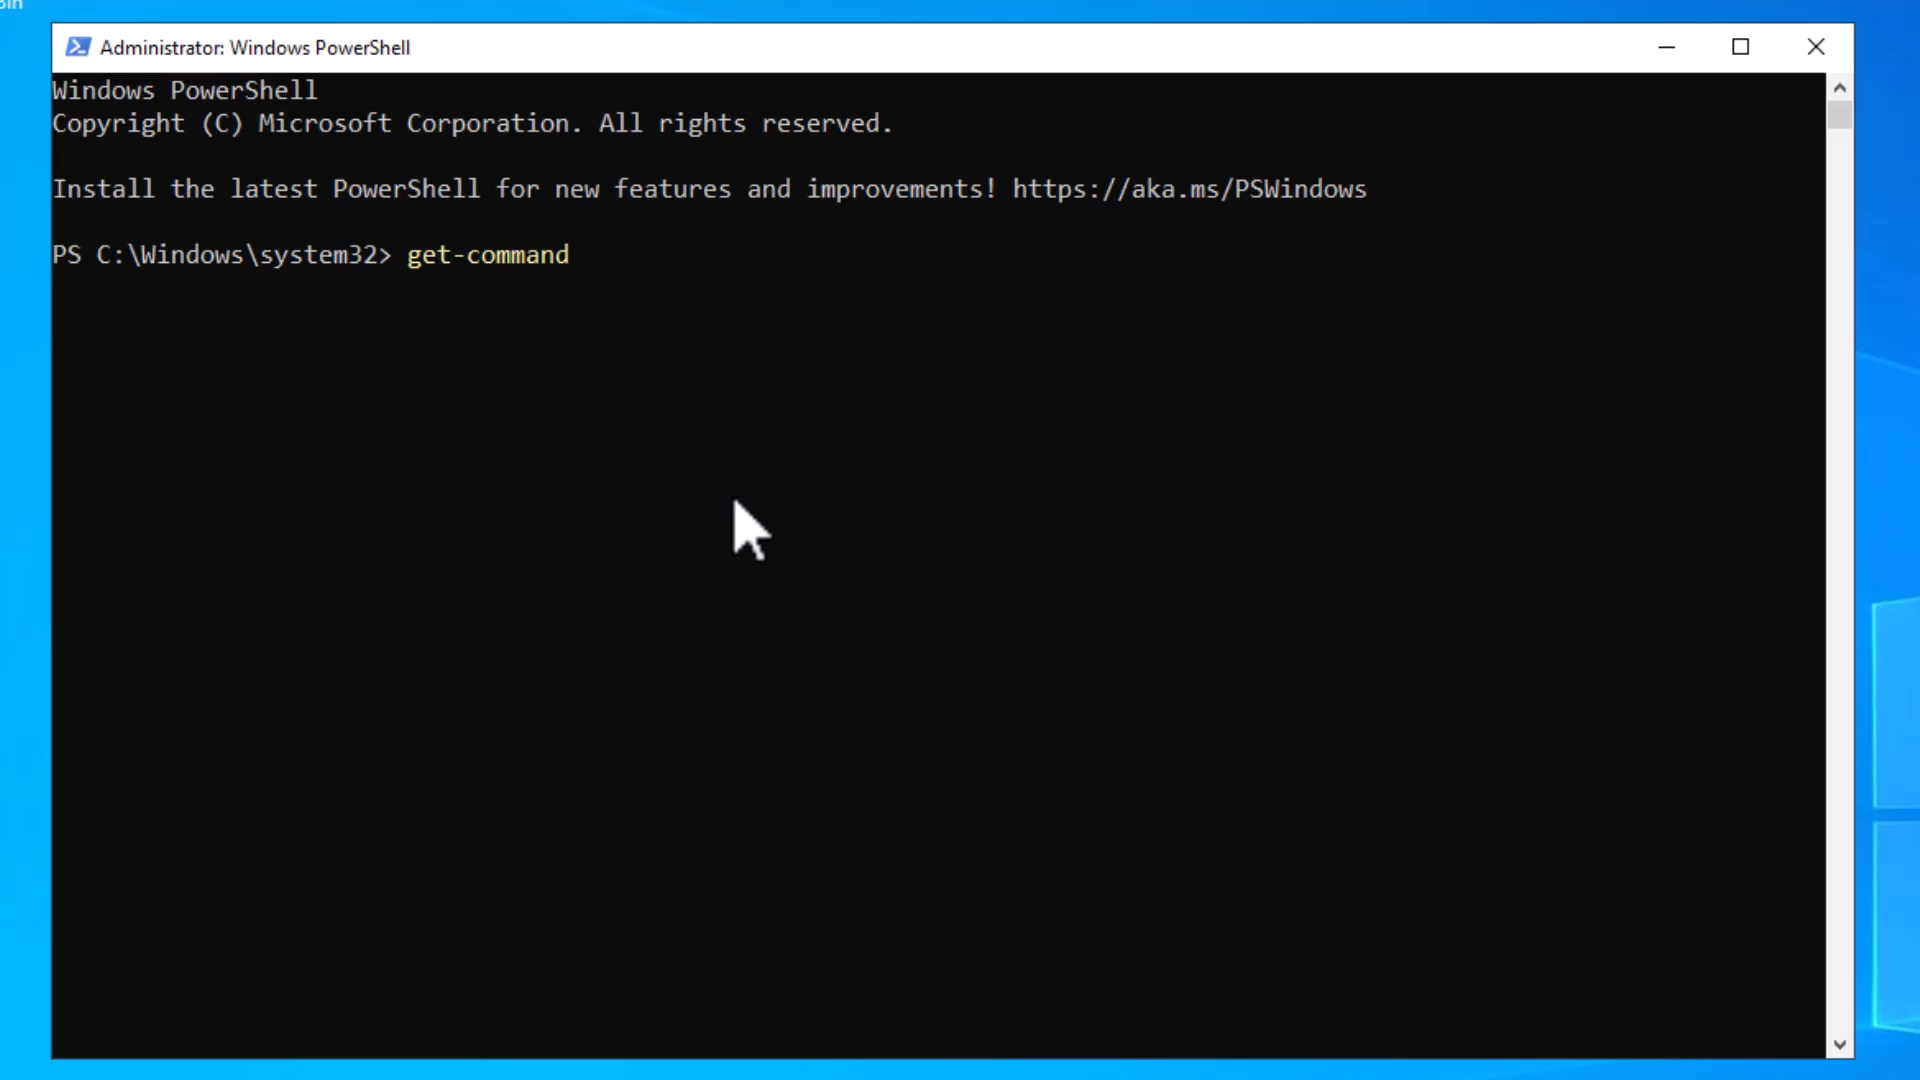 Administrator: Windows PowerShell
Windows PowerShell
Copyright (C) Microsoft Corporation. All rights reserved.
Install the latest PowerShell for new features and improvements! https://aka.ms/PSWindows
PS C:\Windows\system32> get-command